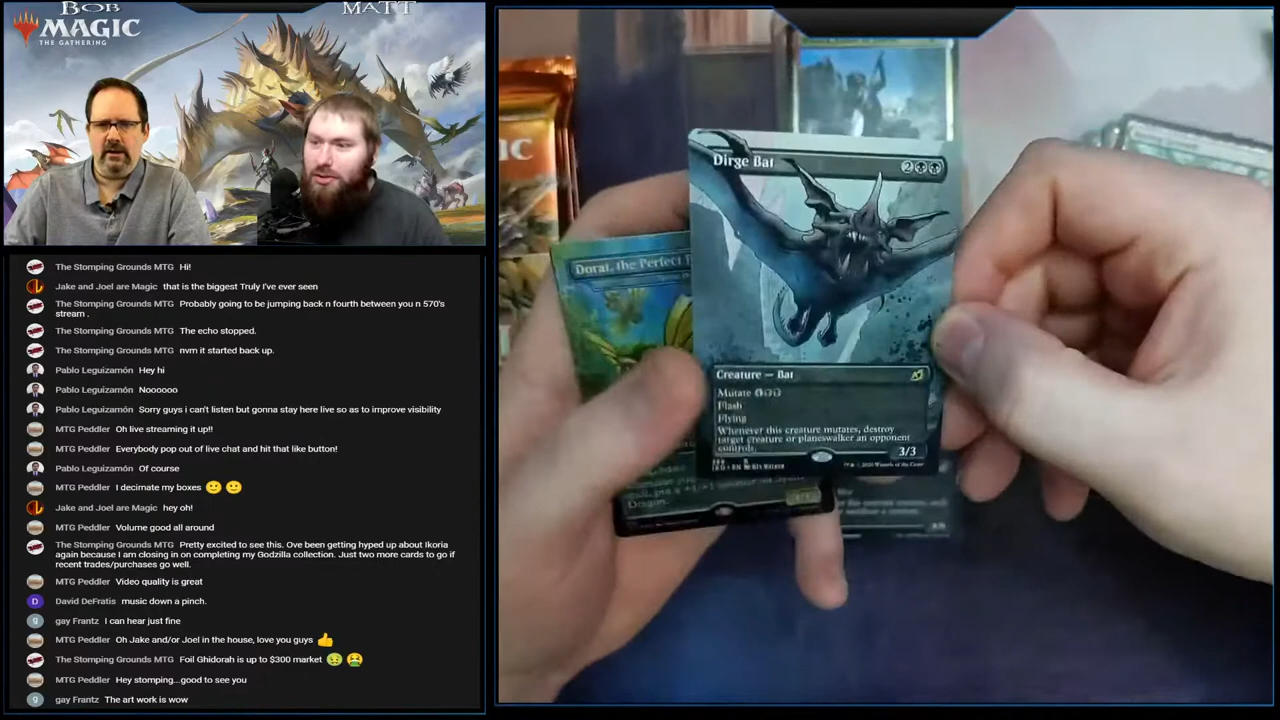 BOB
MATT
MAGIC
THE GATHERING
The Stomping Grounds MTG Hi!
Jake and Joel are Magic that is the biggest Truly I've ever seen
The Stomping Grounds MTG Probably going to be jumping back n fourth between you n 570's
stream .
The Stomping Grounds MTG The echo stopped.
The Stomping Grounds MTG nvm it started back up.
Pablo Leguizamón Hey hi
Pablo Leguizamón Noooooo
Pablo Leguizamón Sorry guys i can't listen but gonna stay here live so as to improve visibility
MTG Peddler Oh live streaming it up!!
MTG Peddler Everybody pop out of live chat and hit that like button!
Pablo Leguizamón Of course
MTG Peddler I decimate my boxes 🙂 🙂
Jake and Joel are Magic hey oh!
MTG Peddler Volume good all around
The Stomping Grounds MTG Pretty excited to see this. Ove been getting hyped up about Ikoria
again because I am closing in on completing my Godzilla collection. Just two more cards to go if
recent trades/purchases go well.
MTG Peddler Video quality is great
D David DeFratis music down a pinch.
g gay Frantz I can hear just fine
MTG Peddler Oh Jake and/or Joel in the house, love you guys 👍
The Stomping Grounds MTG Foil Ghidorah is up to $300 market 🤢 🤮
MTG Peddler Hey stomping...good to see you
g gay Frantz The art work is wow
IC
Dirge Bat
2
Dorat, the Perfect
Creature — Bat
Mutate
Flash
Flying
Whenever this creature mutates, destroy
target creature or planeswalker an opponent
controls.
3/3
Dragon.